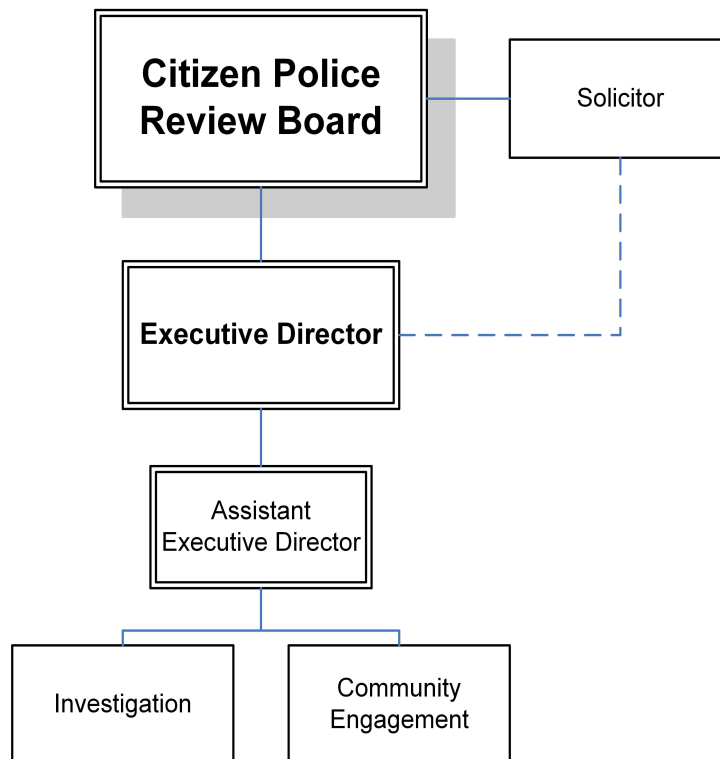 Citizen Police
Review Board
Solicitor
Executive Director
Assistant
Executive Director
Investigation
Community
Engagement